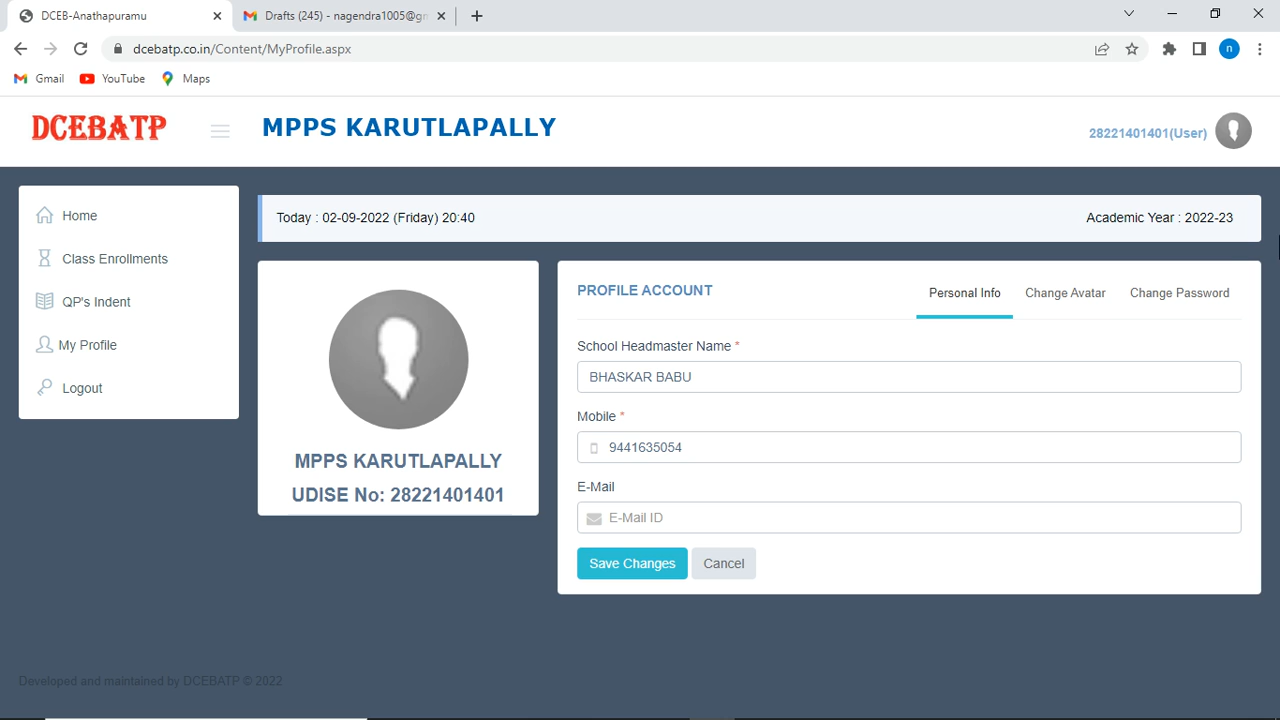 DCEB-Anathapuramu
Drafts (245) - nagendra1005@gm
dcebatp.co.in/Content/MyProfile.aspx
n
Gmail
YouTube
Maps
DCEBATP
MPPS KARUTLAPALLY
28221401401(User)
Home
Class Enrollments
QP's Indent
My Profile
Logout
Today : 02-09-2022 (Friday) 20:40
Academic Year : 2022-23
MPPS KARUTLAPALLY
UDISE No: 28221401401
PROFILE ACCOUNT
Personal Info
Change Avatar
Change Password
School Headmaster Name *
BHASKAR BABU
Mobile *
9441635054
E-Mail
E-Mail ID
Save Changes
Cancel
Developed and maintained by DCEBATP © 2022